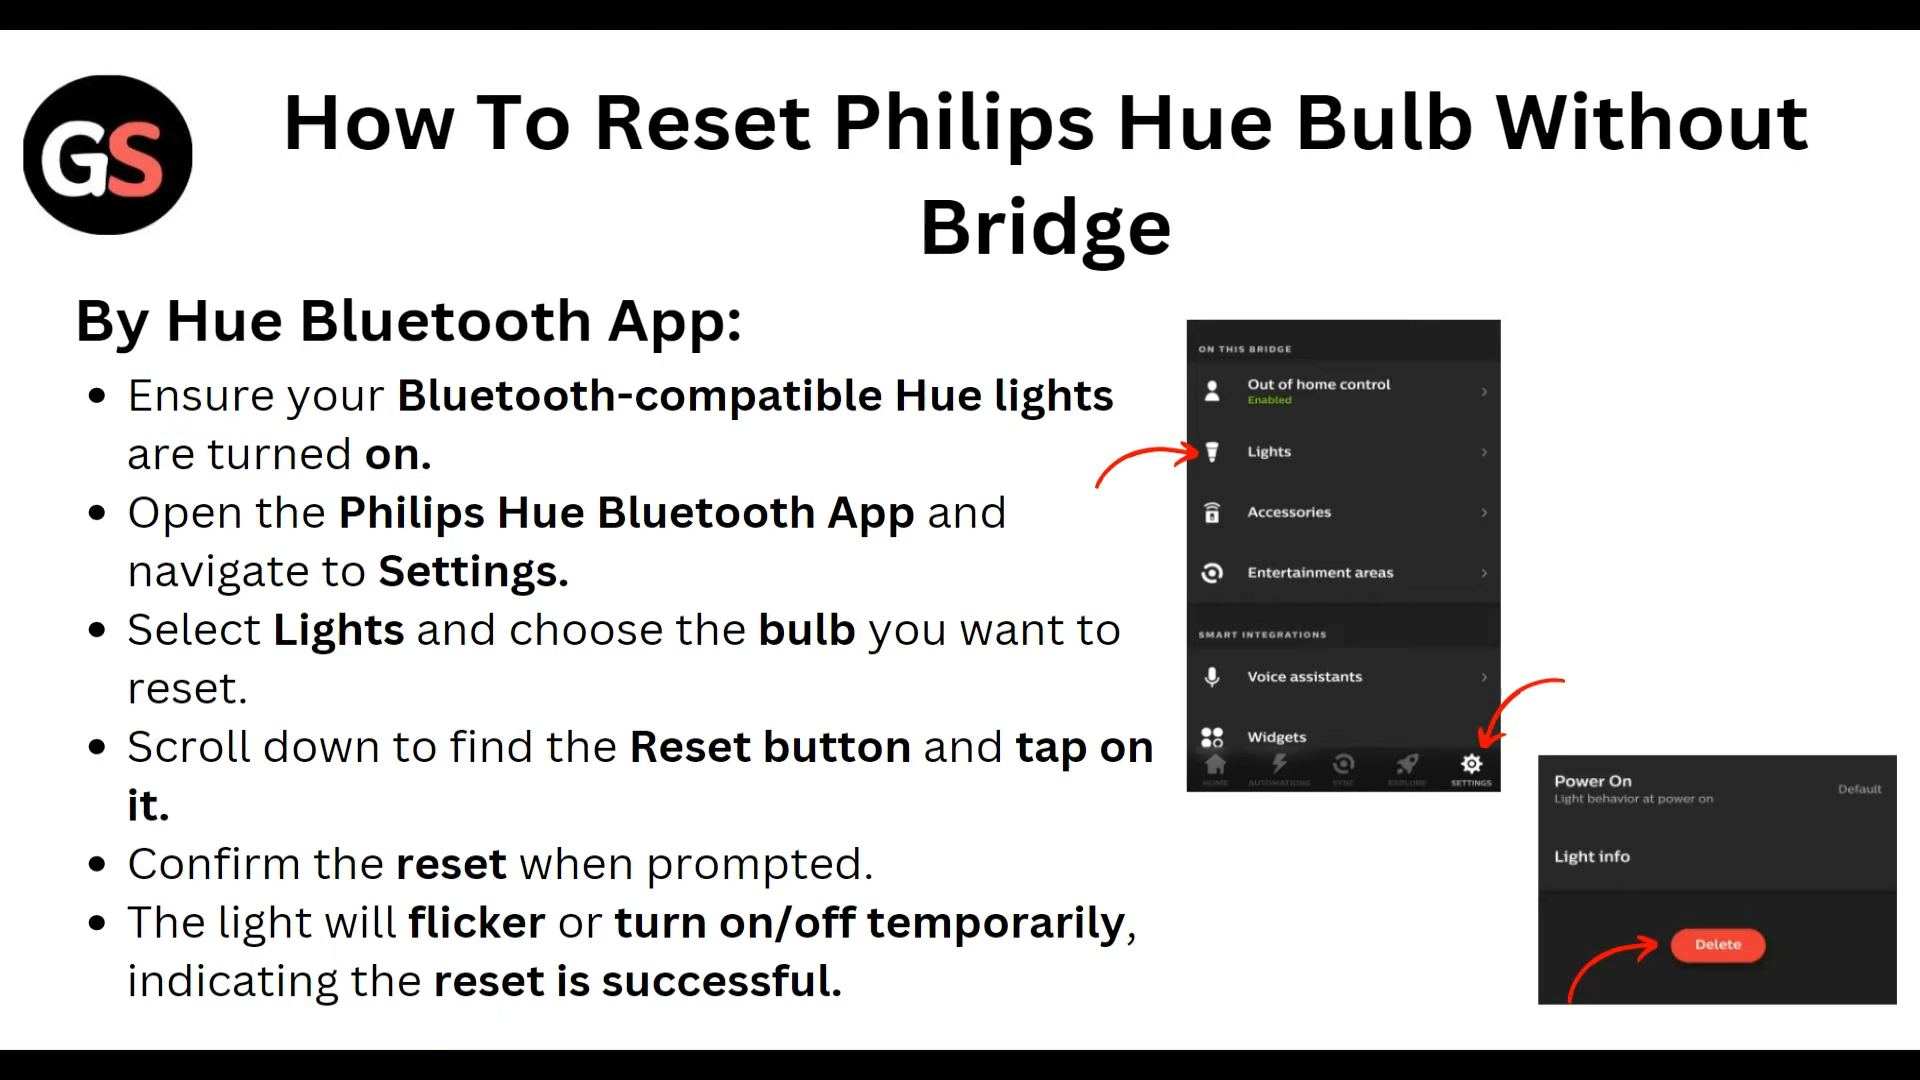 GS
How To Reset Philips Hue Bulb Without
Bridge
By Hue Bluetooth App:
• Ensure your Bluetooth-compatible Hue lights
are turned on.
• Open the Philips Hue Bluetooth App and
navigate to Settings.
• Select Lights and choose the bulb you want to
reset.
• Scroll down to find the Reset button and tap on
it.
• Confirm the reset when prompted.
• The light will flicker or turn on/off temporarily,
indicating the reset is successful.
ON THIS BRIDGE
Out of home control
Enabled
Lights
Accessories
Entertainment areas
SMART INTEGRATIONS
Voice assistants
Widgets
HOME AUTOMATIONS SYNC EXPLORE SETTINGS
Power On
Light behavior at power on
Default
Light info
Delete